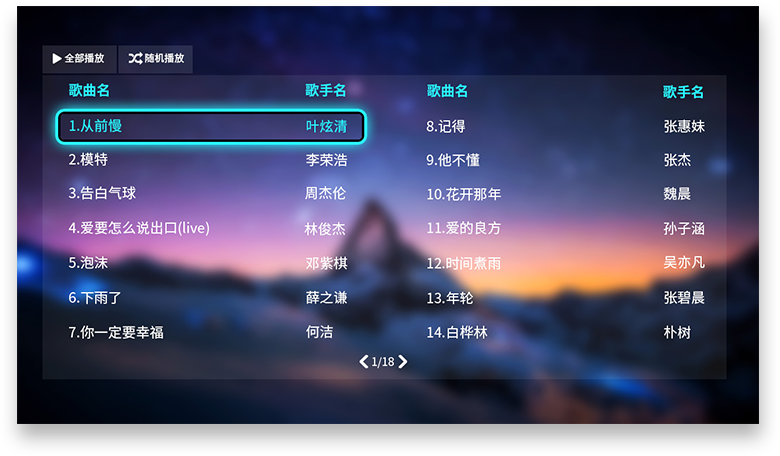 全部播放 随机播放
歌曲名 歌手名 歌曲名 歌手名
1.从前慢 叶炫清 8.记得 张惠妹
2.模特 李荣浩 9.他不懂 张杰
3.告白气球 周杰伦 10.花开那年 魏晨
4.爱要怎么说出口(live) 林俊杰 11.爱的良方 孙子涵
5.泡沫 邓紫棋 12.时间煮雨 吴亦凡
6.下雨了 薛之谦 13.年轮 张碧晨
7.你一定要幸福 何洁 14.白桦林 朴树
1/18